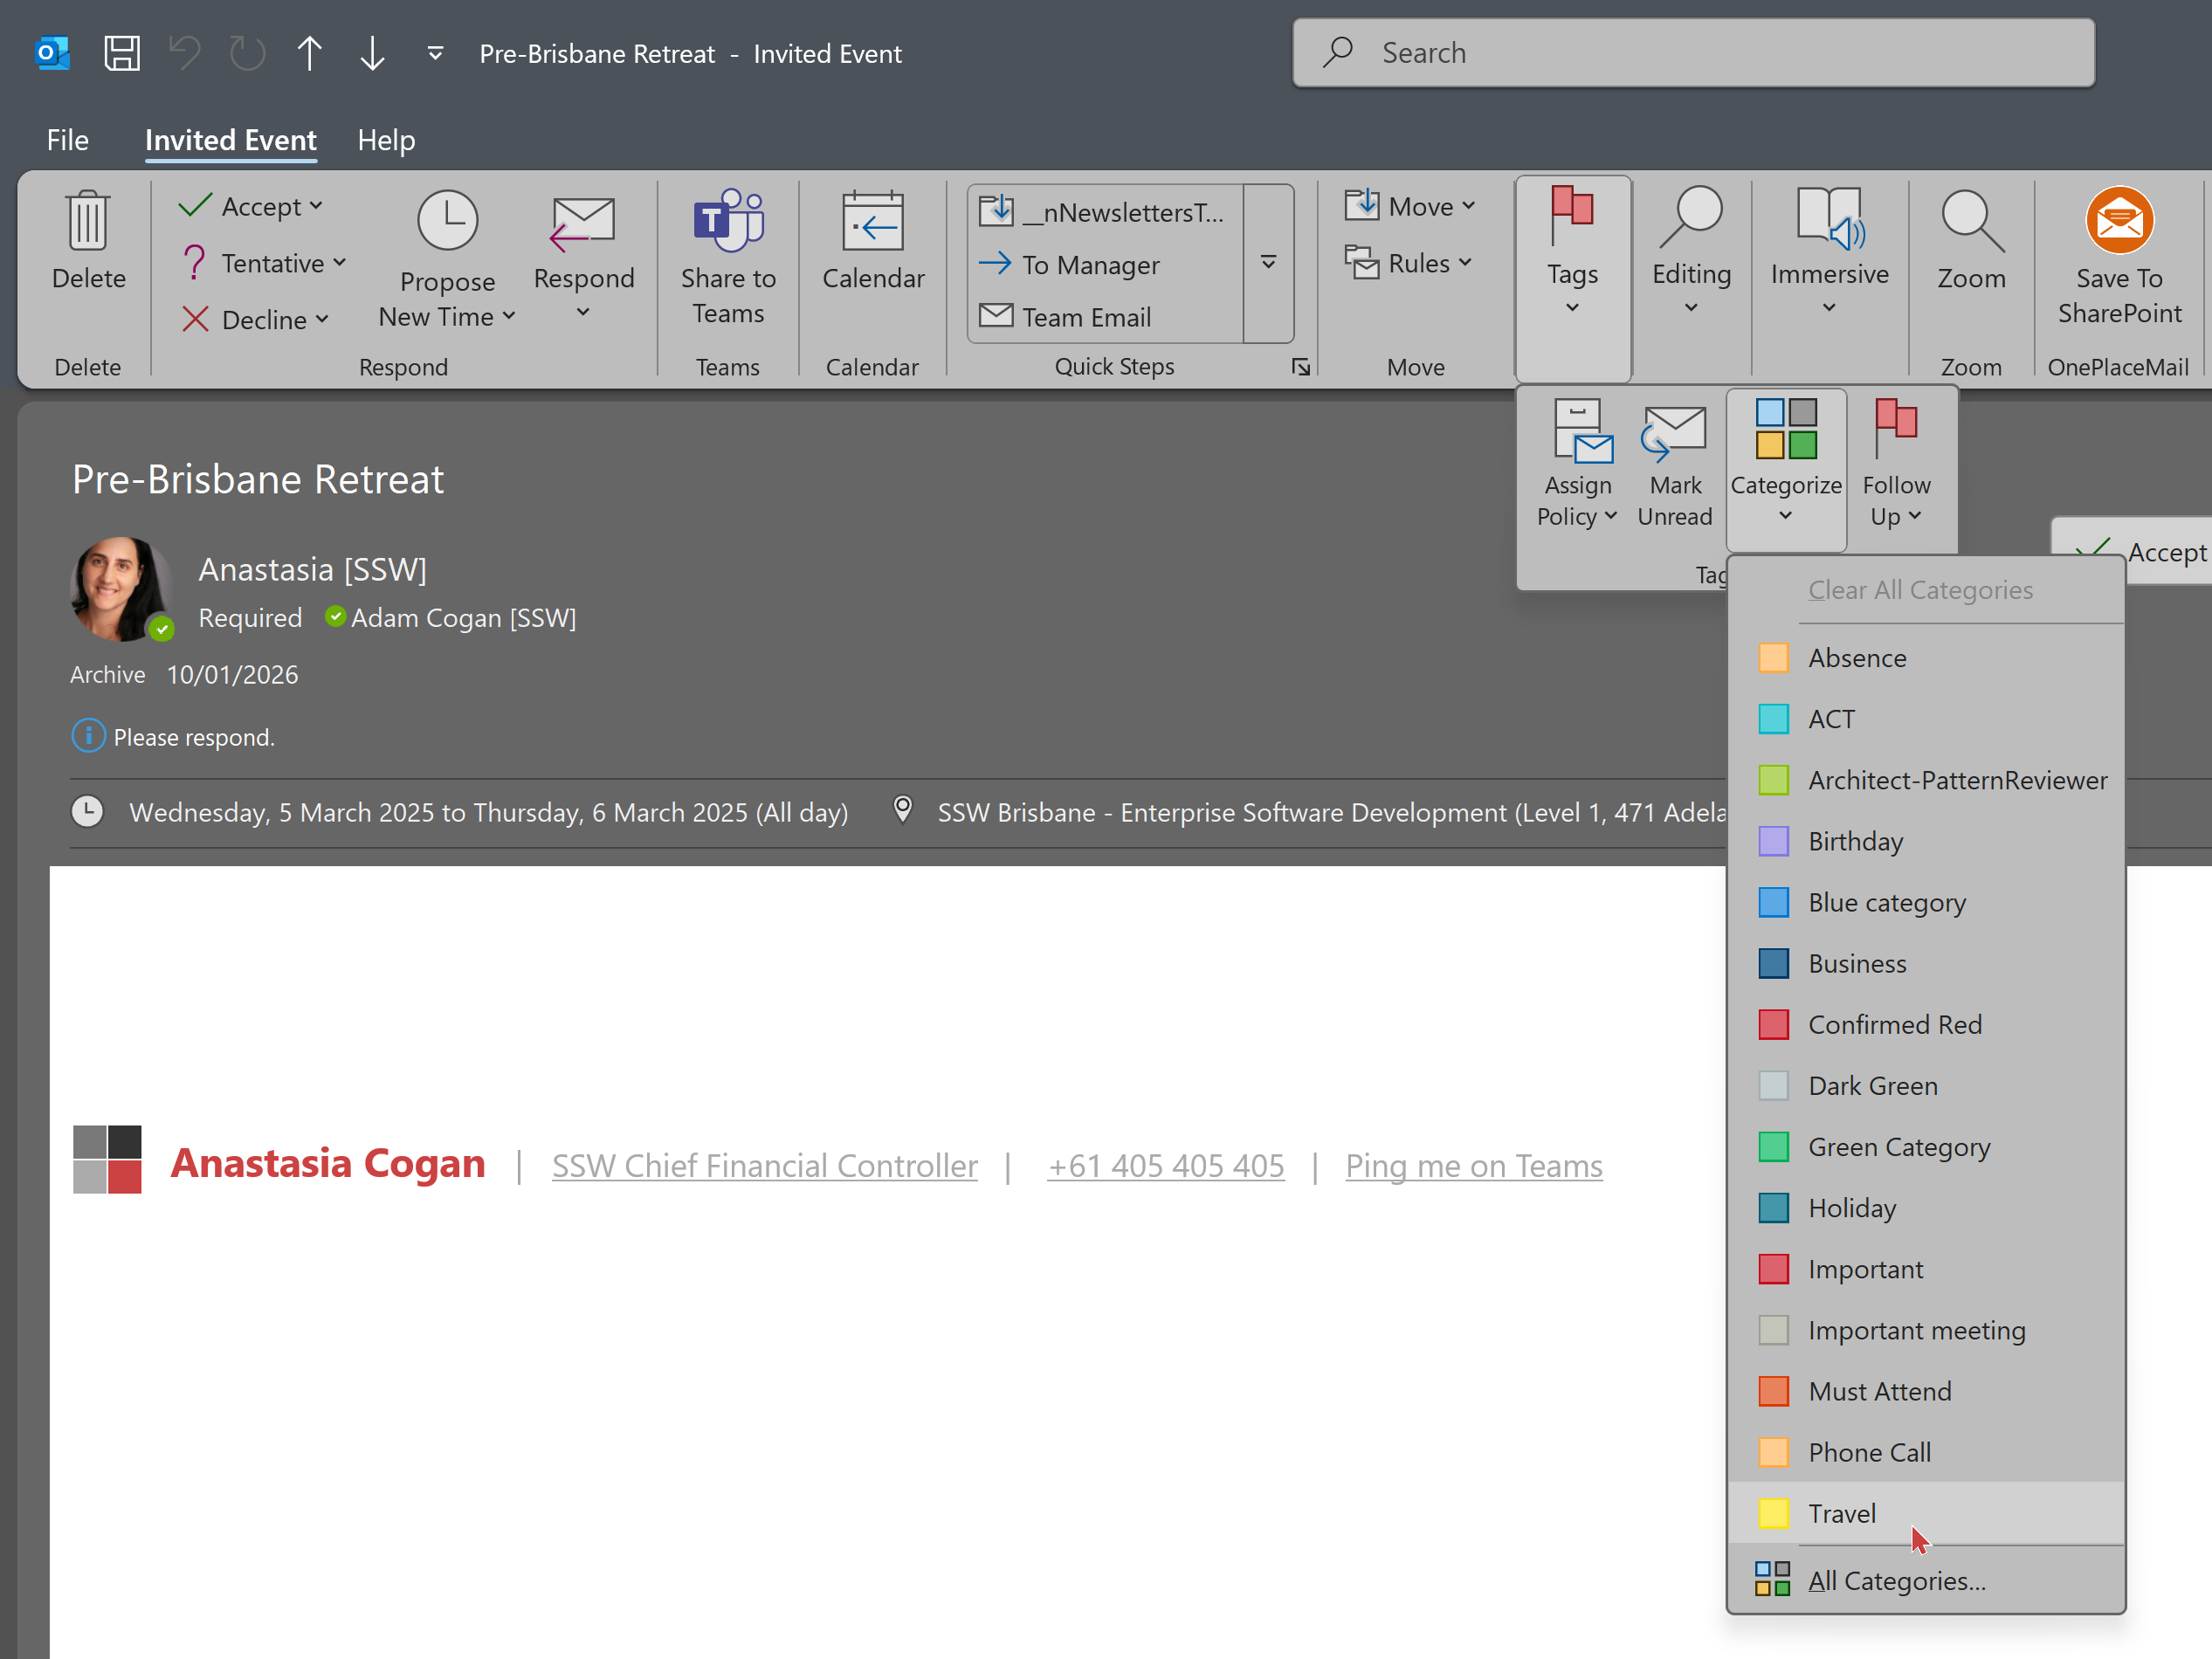 Pre-Brisbane Retreat - Invited Event
Search
File Invited Event Help
Delete
Accept
Tentative
Decline
Propose
New Time
Respond
Share to
Teams
Calendar
__nNewslettersT...
To Manager
Team Email
Move
Rules
Tags
Editing
Immersive
Zoom
Save To
SharePoint
Delete Respond Teams Calendar Quick Steps Move Zoom OnePlaceMail
Assign
Policy
Mark
Unread
Categorize
Follow
Up
Pre-Brisbane Retreat
Anastasia [SSW]
Required Adam Cogan [SSW]
Archive 10/01/2026
Please respond.
Wednesday, 5 March 2025 to Thursday, 6 March 2025 (All day)
SSW Brisbane - Enterprise Software Development (Level 1, 471 Adela
Accept
Anastasia Cogan | SSW Chief Financial Controller | +61 405 405 405 | Ping me on Teams
Tag
Clear All Categories
Absence
ACT
Architect-PatternReviewer
Birthday
Blue category
Business
Confirmed Red
Dark Green
Green Category
Holiday
Important
Important meeting
Must Attend
Phone Call
Travel
All Categories...